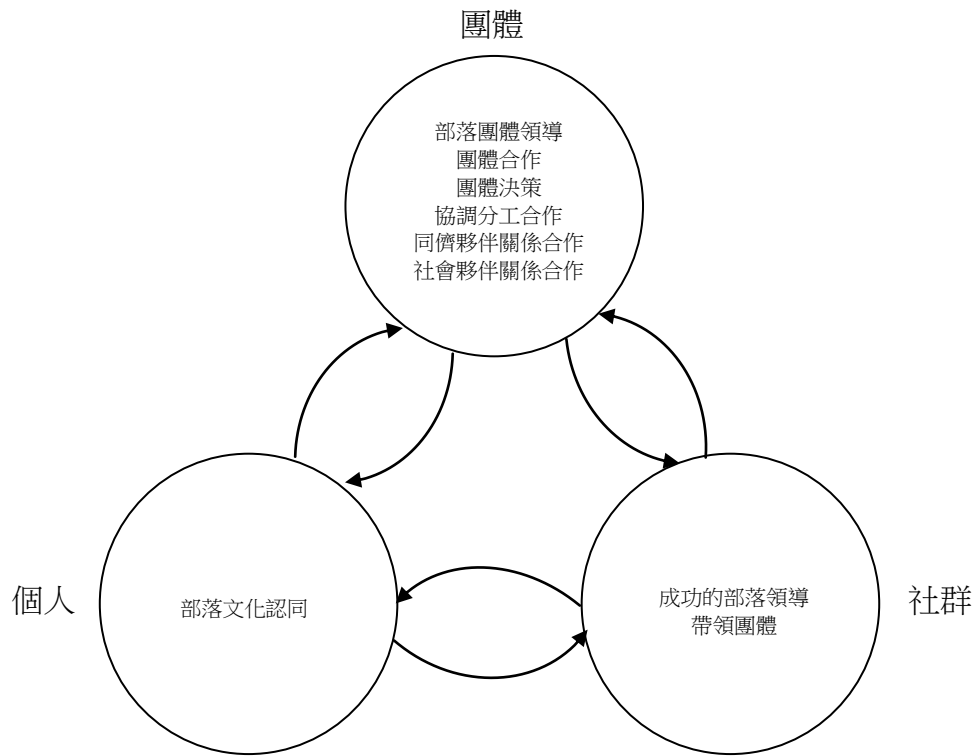 團體
部落團體領導
團體合作
團體決策
協調分工合作
同儕夥伴關係合作
社會夥伴關係合作
個人
部落文化認同
成功的部落領導
帶領團體
社群